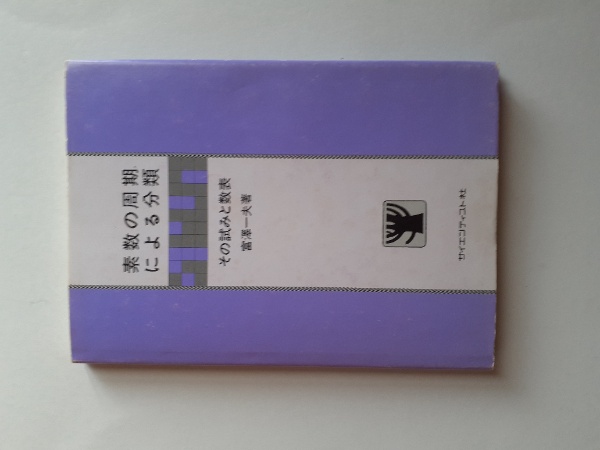 素数の周期
による分類
その試みと数表
富澤一夫著
サイエンティスト社